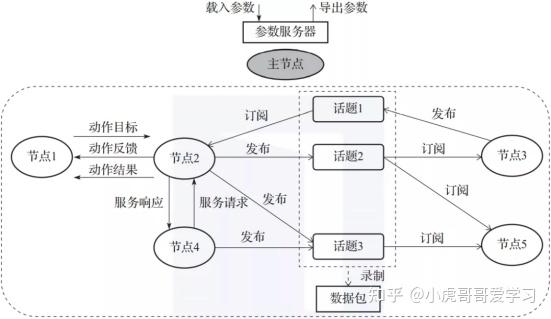 载入参数
导出参数
参数服务器
主节点
话题1
订阅
发布
动作目标
节点1
动作反馈
节点2
发布
话题2
订阅
节点3
动作结果
服务响应
服务请求
发布
订阅
节点4
发布
话题3
订阅
节点5
录制
数据包
知乎 @小虎哥哥爱学习